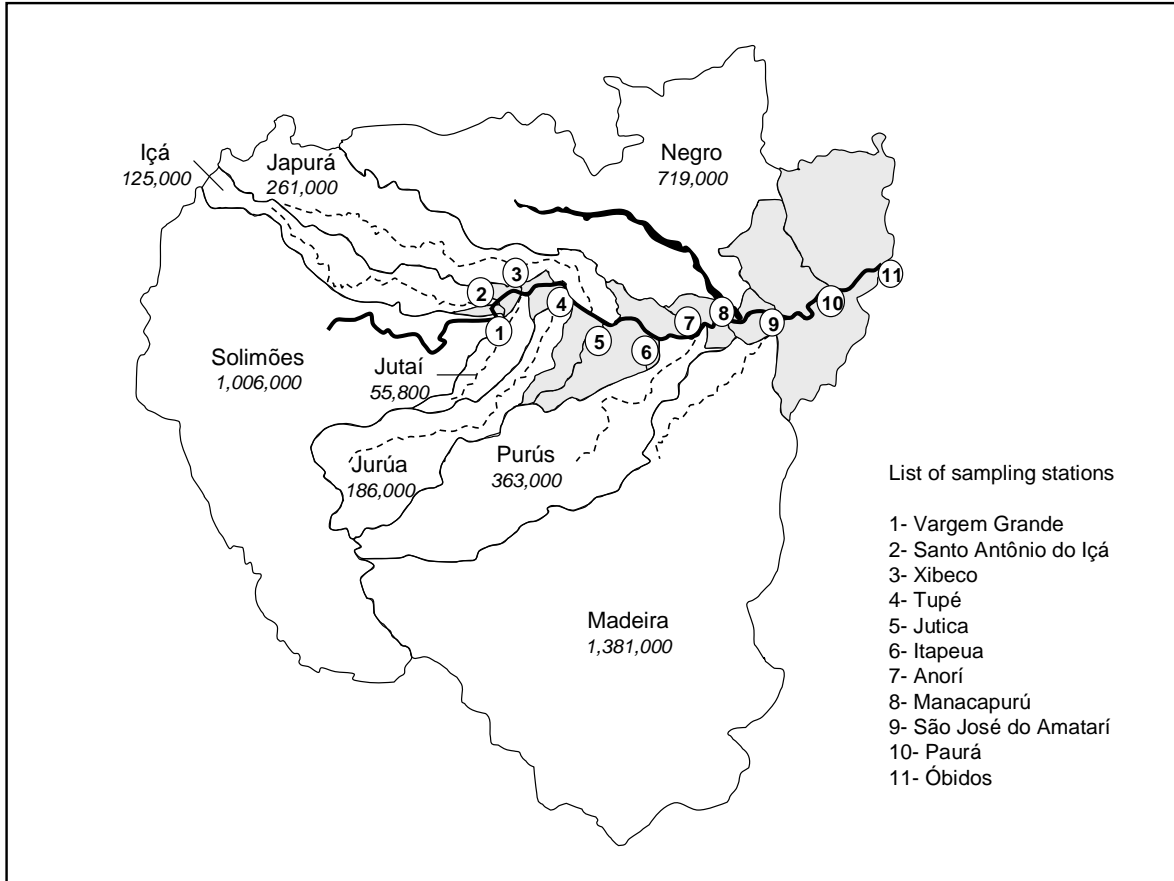 Içá
125,000
Japurá
261,000
Negro
719,000
Solimões
1,006,000
Jutaí
55,800
Jurúa
186,000
Purús
363,000
Madeira
1,381,000
1
2
3
4
5
6
7
8
9
10
11
List of sampling stations
1- Vargem Grande
2- Santo Antônio do Içá
3- Xibeco
4- Tupé
5- Jutica
6- Itapeua
7- Anorí
8- Manacapurú
9- São José do Amatarí
10- Paurá
11- Óbidos